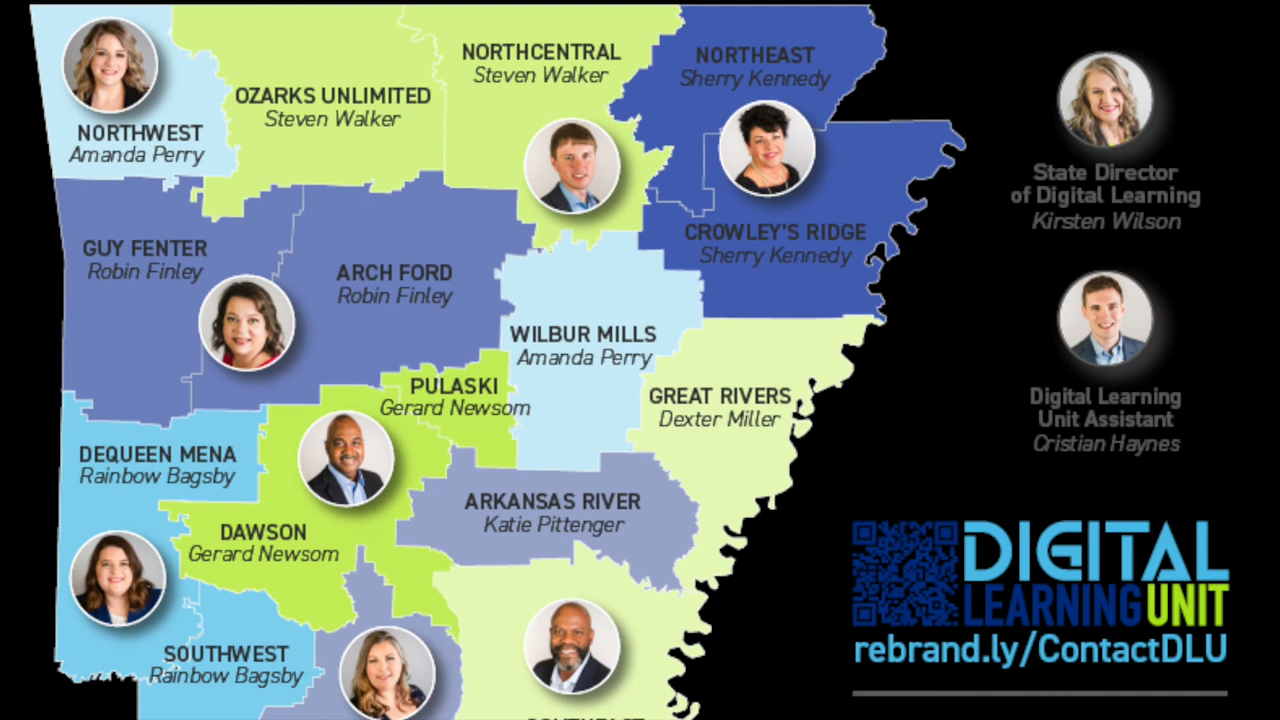 NORTHWEST
Amanda Perry
OZARKS UNLIMITED
Steven Walker
NORTHCENTRAL
Steven Walker
NORTHEAST
Sherry Kennedy
CROWLEY'S RIDGE
Sherry Kennedy
GUY FENTER
Robin Finley
ARCH FORD
Robin Finley
WILBUR MILLS
Amanda Perry
PULASKI
Gerard Newsom
GREAT RIVERS
Dexter Miller
DEQUEEN MENA
Rainbow Bagsby
DAWSON
Gerard Newsom
ARKANSAS RIVER
Katie Pittenger
SOUTHWEST
Rainbow Bagsby
State Director
of Digital Learning
Kirsten Wilson
Digital Learning
Unit Assistant
Cristian Haynes
DIGITAL
LEARNING UNIT
rebrand.ly/ContactDLU